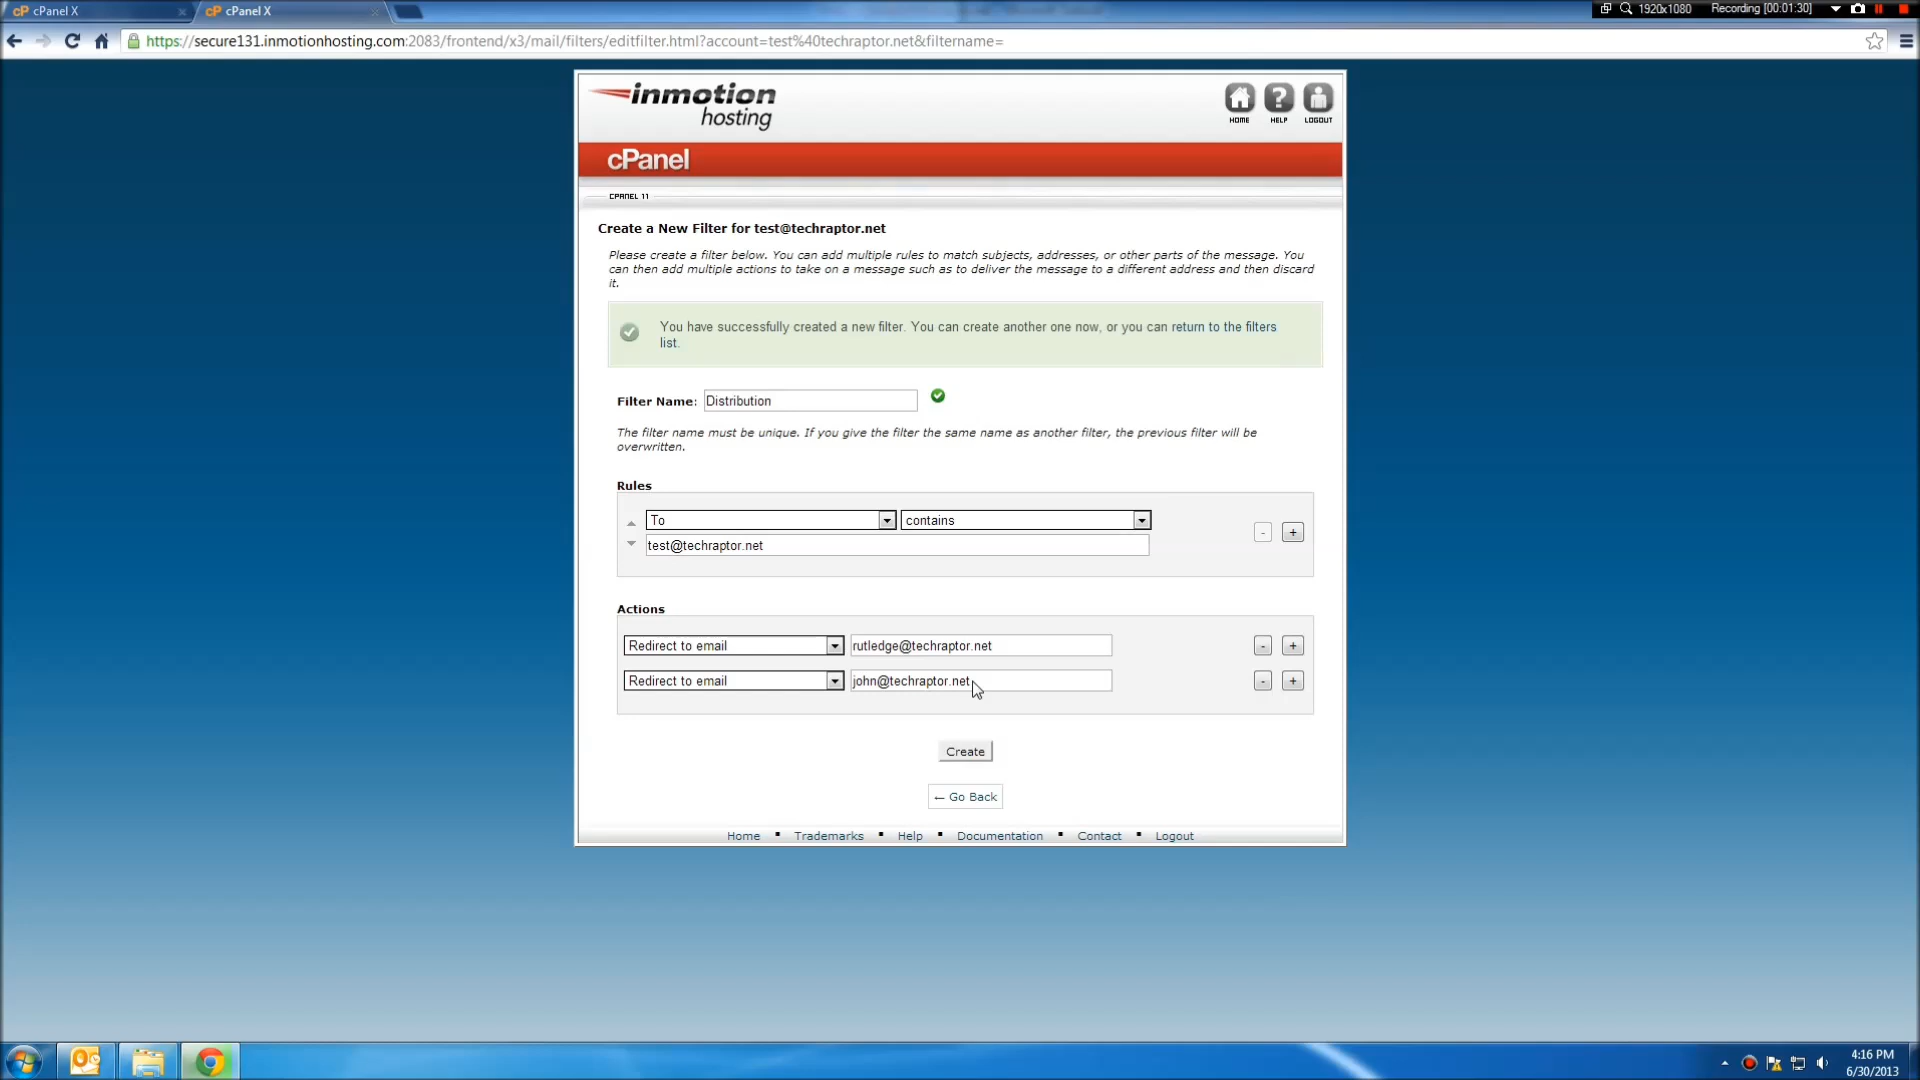 cP cPanel X
cP cPanel X
1920x1080 Recording [00:01:30]
https://secure131.inmotionhosting.com:2083/frontend/x3/mail/filters/editfilter.html?account=test%40techraptor.net&filtername=
inmotion
hosting
HOME HELP LOGOUT
cPanel
CPANEL 11
Create a New Filter for test@techraptor.net
Please create a filter below. You can add multiple rules to match subjects, addresses, or other parts of the message. You
can then add multiple actions to take on a message such as to deliver the message to a different address and then discard
it.
You have successfully created a new filter. You can create another one now, or you can return to the filters
list.
Filter Name: Distribution
The filter name must be unique. If you give the filter the same name as another filter, the previous filter will be
overwritten.
Rules
To contains
- +
test@techraptor.net
Actions
Redirect to email rutledge@techraptor.net - +
Redirect to email john@techraptor.net - +
Create
← Go Back
Home ▪ Trademarks ▪ Help ▪ Documentation ▪ Contact ▪ Logout
4:16 PM
6/30/2013